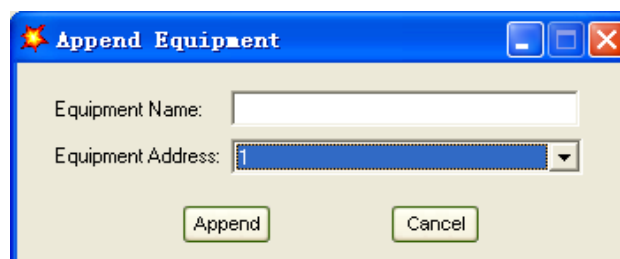 Append Equipment
Equipment Name:
Equipment Address: 1
Append Cancel